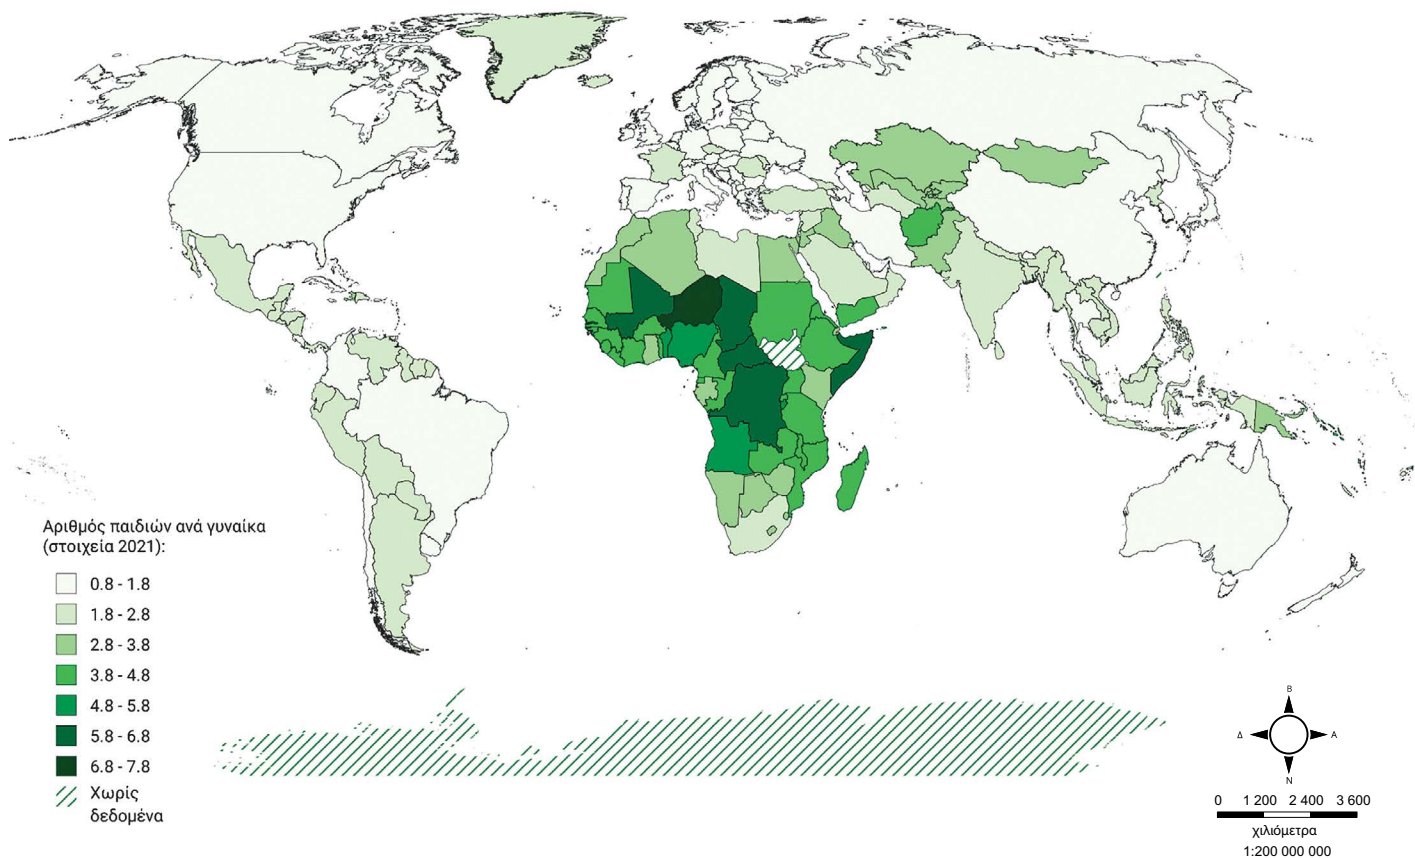 Αριθμός παιδιών ανά γυναίκα
(στοιχεία 2021):
0.8 - 1.8
1.8 - 2.8
2.8 - 3.8
3.8 - 4.8
4.8 - 5.8
5.8 - 6.8
6.8 - 7.8
Χωρίς
δεδομένα
Β
Δ
Α
Ν
0 1 200 2 400 3 600
χιλιόμετρα
1:200 000 000